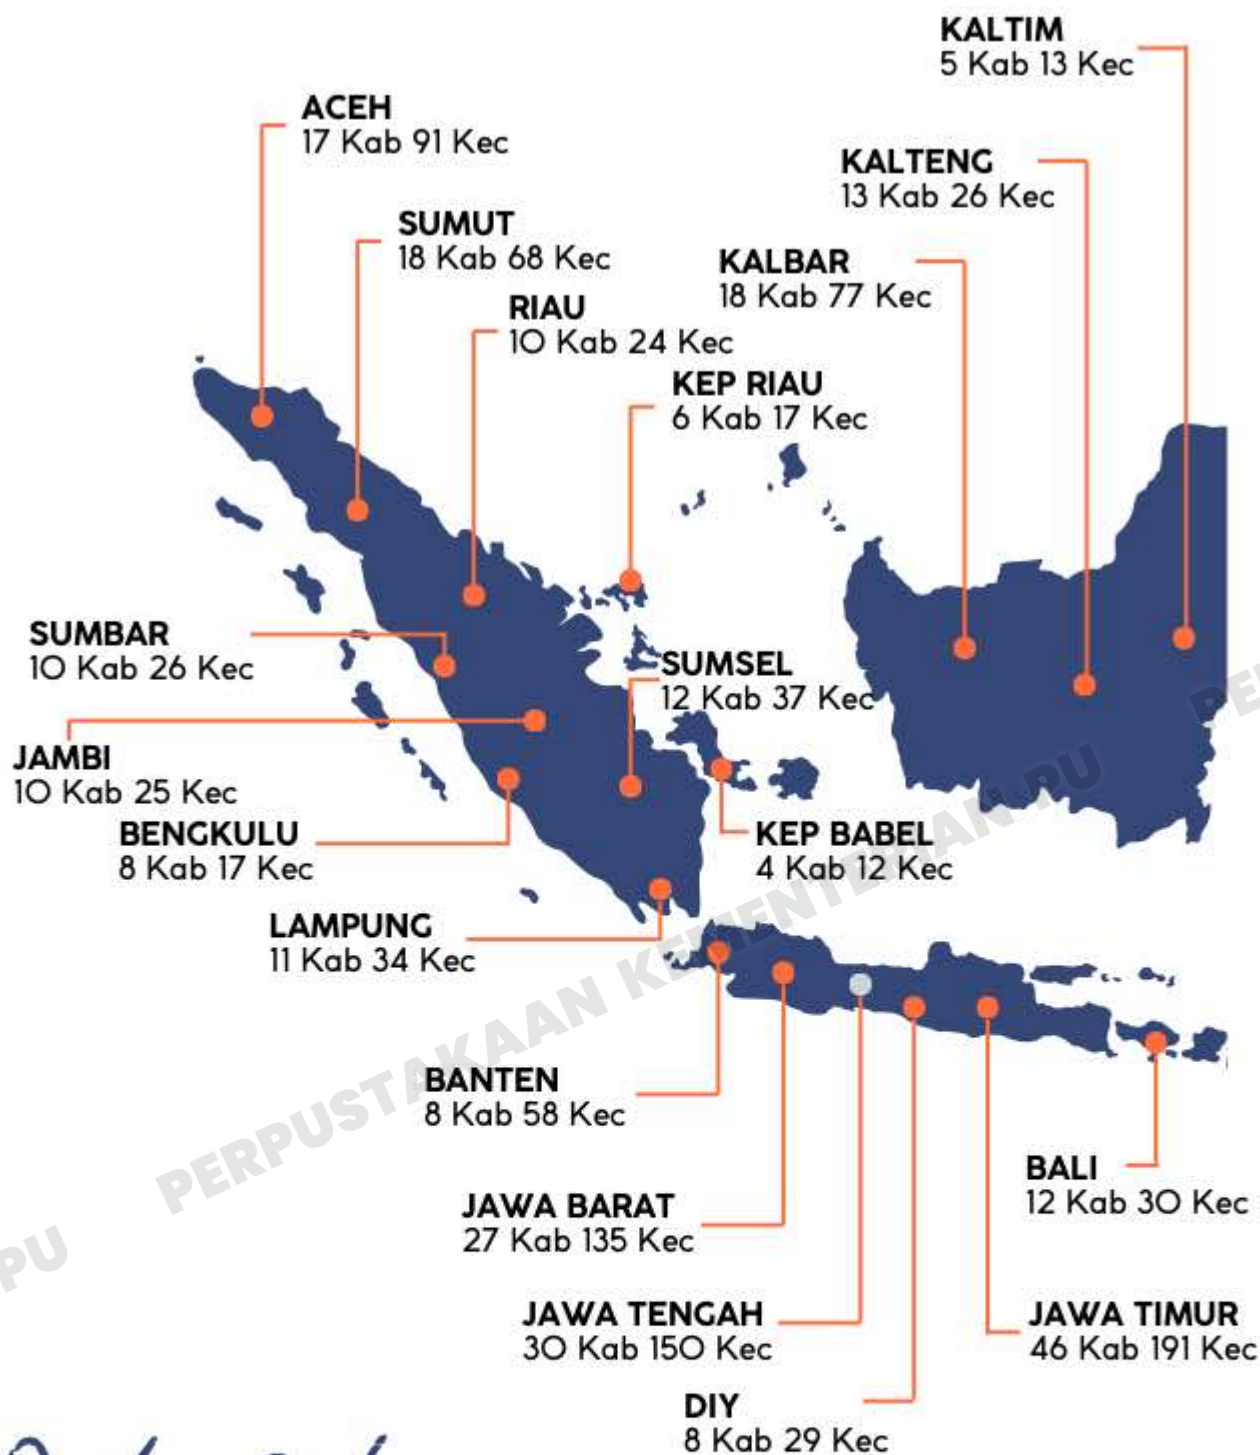 KALTIM
5 Kab 13 Kec
ACEH
17 Kab 91 Kec
KALTENG
13 Kab 26 Kec
SUMUT
18 Kab 68 Kec
KALBAR
18 Kab 77 Kec
RIAU
10 Kab 24 Kec
KEP RIAU
6 Kab 17 Kec
SUMBAR
10 Kab 26 Kec
SUMSEL
12 Kab 37 Kec
JAMBI
10 Kab 25 Kec
BENGKULU
8 Kab 17 Kec
KEP BABEL
4 Kab 12 Kec
LAMPUNG
11 Kab 34 Kec
BANTEN
8 Kab 58 Kec
BALI
12 Kab 30 Kec
JAWA BARAT
27 Kab 135 Kec
JAWA TENGAH
30 Kab 150 Kec
JAWA TIMUR
46 Kab 191 Kec
DIY
8 Kab 29 Kec
PERPUSTAKAAN KEMENTERIAN PU
PU